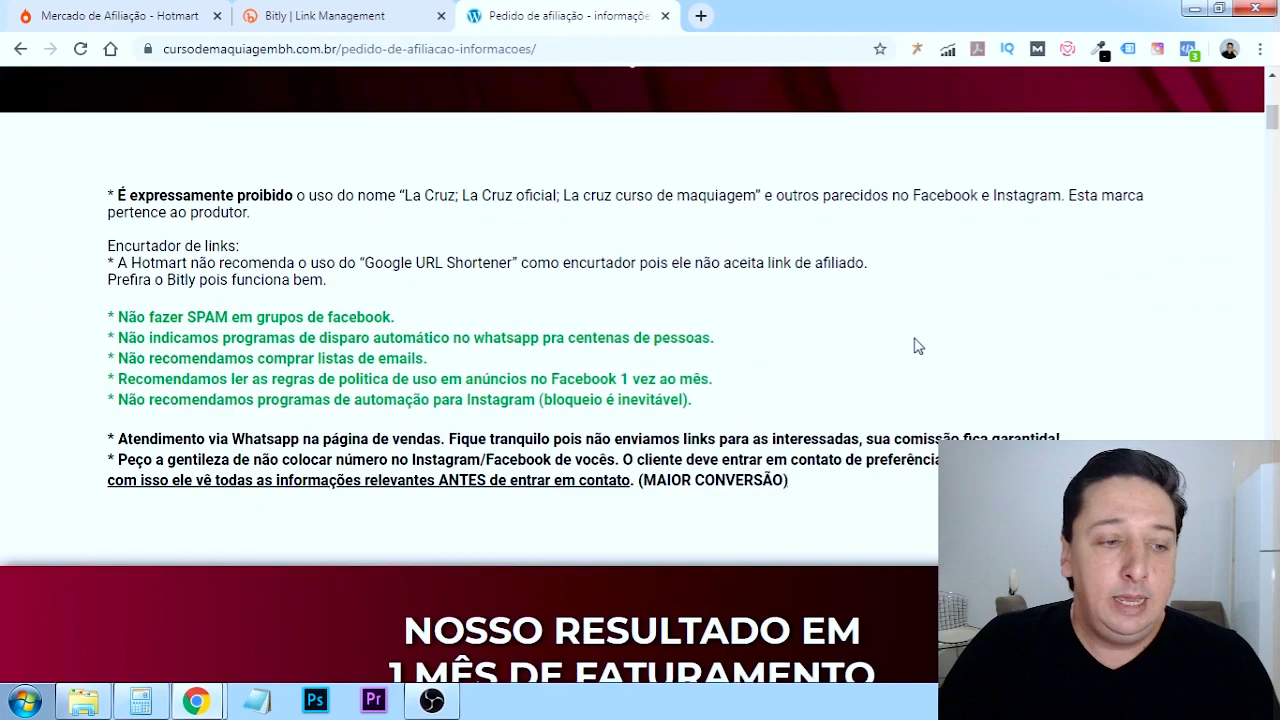 Mercado de Afiliação - Hotmart
Bitly | Link Management
Pedido de afiliação - informaçõe
cursodemaquiagembh.com.br/pedido-de-afiliacao-informacoes/
3
* É expressamente proibido o uso do nome “La Cruz; La Cruz oficial; La cruz curso de maquiagem” e outros parecidos no Facebook e Instagram. Esta marca
pertence ao produtor.
Encurtador de links:
* A Hotmart não recomenda o uso do “Google URL Shortener” como encurtador pois ele não aceita link de afiliado.
Prefira o Bitly pois funciona bem.
* Não fazer SPAM em grupos de facebook.
* Não indicamos programas de disparo automático no whatsapp pra centenas de pessoas.
* Não recomendamos comprar listas de emails.
* Recomendamos ler as regras de politica de uso em anúncios no Facebook 1 vez ao mês.
* Não recomendamos programas de automação para Instagram (bloqueio é inevitável).
* Atendimento via Whatsapp na página de vendas. Fique tranquilo pois não enviamos links para as interessadas, sua comissão fica garantida!
* Peço a gentileza de não colocar número no Instagram/Facebook de vocês. O cliente deve entrar em contato de preferência
com isso ele vê todas as informações relevantes ANTES de entrar em contato. (MAIOR CONVERSÃO)
NOSSO RESULTADO EM
1 MÊS DE FATURAMENTO
Ps
Pr